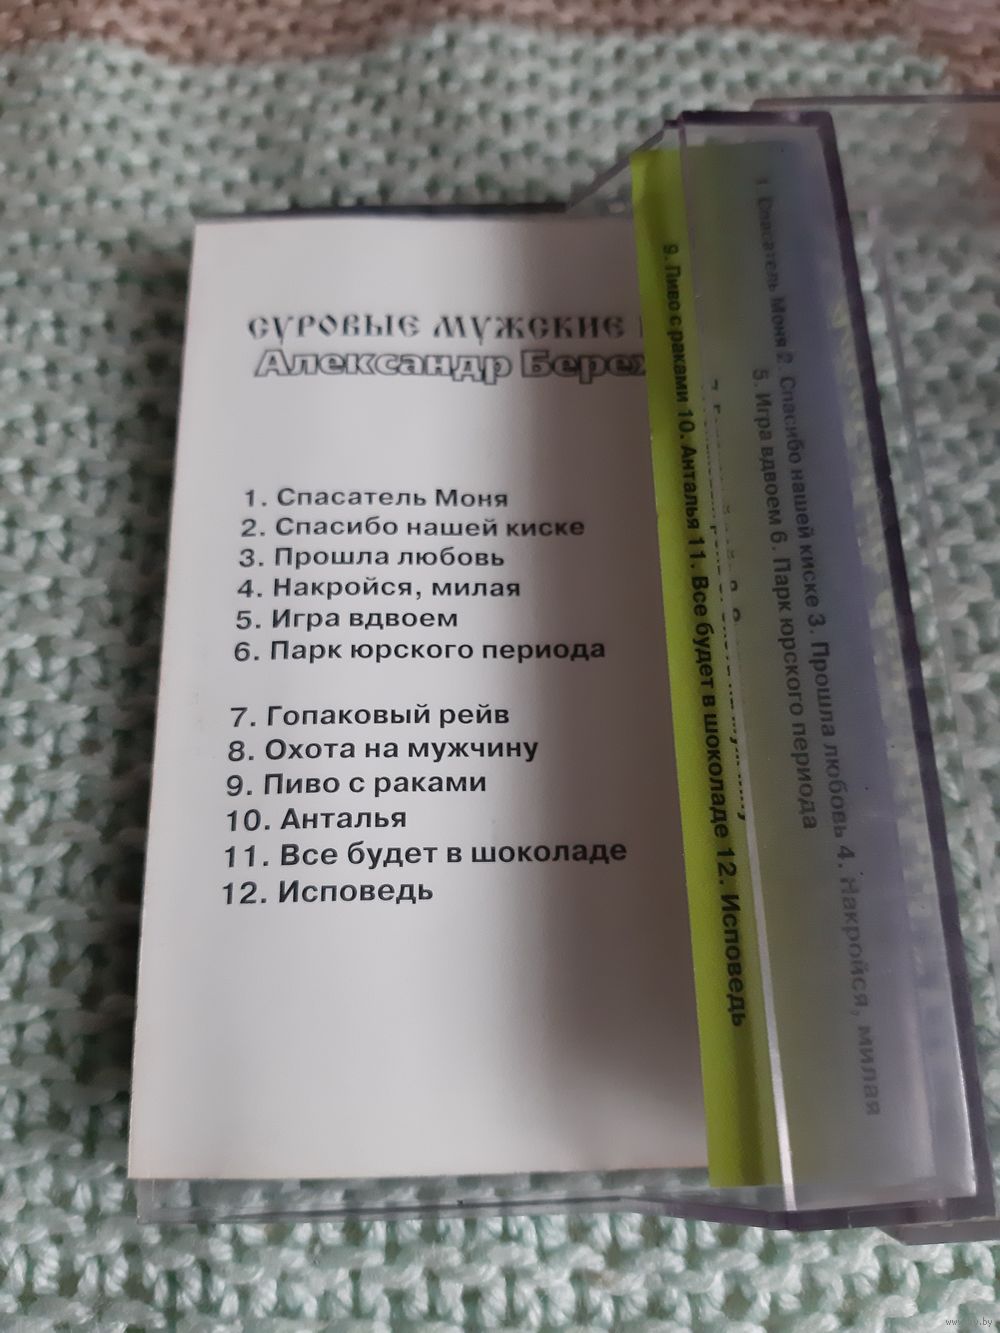 СУРОВЫЕ МУЖСКИЕ
Александр Береж
1. Спасатель Моня
2. Спасибо нашей киске
3. Прошла любовь
4. Накройся, милая
5. Игра вдвоем
6. Парк юрского периода
7. Гопаковый рейв
8. Охота на мужчину
9. Пиво с раками
10. Анталья
11. Все будет в шоколаде
12. Исповедь
1. Спасатель Моня 2. Спасибо нашей киске 3. Прошла любовь 4. Накройся, милая
5. Игра вдвоем 6. Парк юрского периода
9. Пиво с раками 10. Анталья 11. Все будет в шоколаде 12. Исповедь